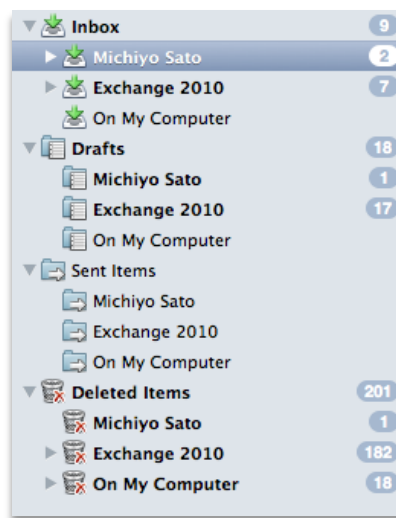 Inbox 9
Michiyo Sato 2
Exchange 2010 7
On My Computer
Drafts 18
Michiyo Sato 1
Exchange 2010 17
On My Computer
Sent Items
Michiyo Sato
Exchange 2010
On My Computer
Deleted Items 201
Michiyo Sato 1
Exchange 2010 182
On My Computer 18